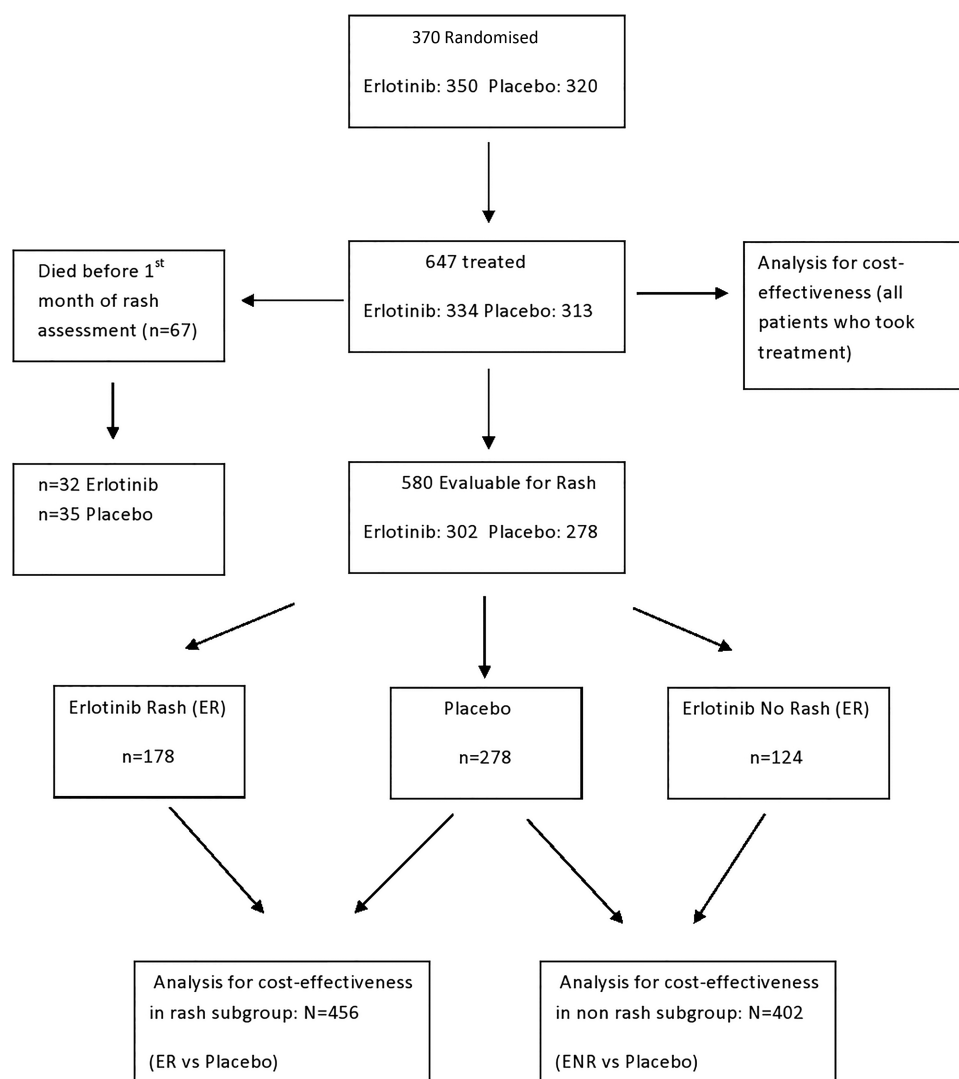 370 Randomised
Erlotinib: 350 Placebo: 320
Died before 1st
month of rash
assessment (n=67)
647 treated
Erlotinib: 334 Placebo: 313
Analysis for cost-
effectiveness (all
patients who took
treatment)
n=32 Erlotinib
n=35 Placebo
580 Evaluable for Rash
Erlotinib: 302 Placebo: 278
Erlotinib Rash (ER)
n=178
Placebo
n=278
Erlotinib No Rash (ER)
n=124
Analysis for cost-effectiveness
in rash subgroup: N=456
(ER vs Placebo)
Analysis for cost-effectiveness
in non rash subgroup: N=402
(ENR vs Placebo)